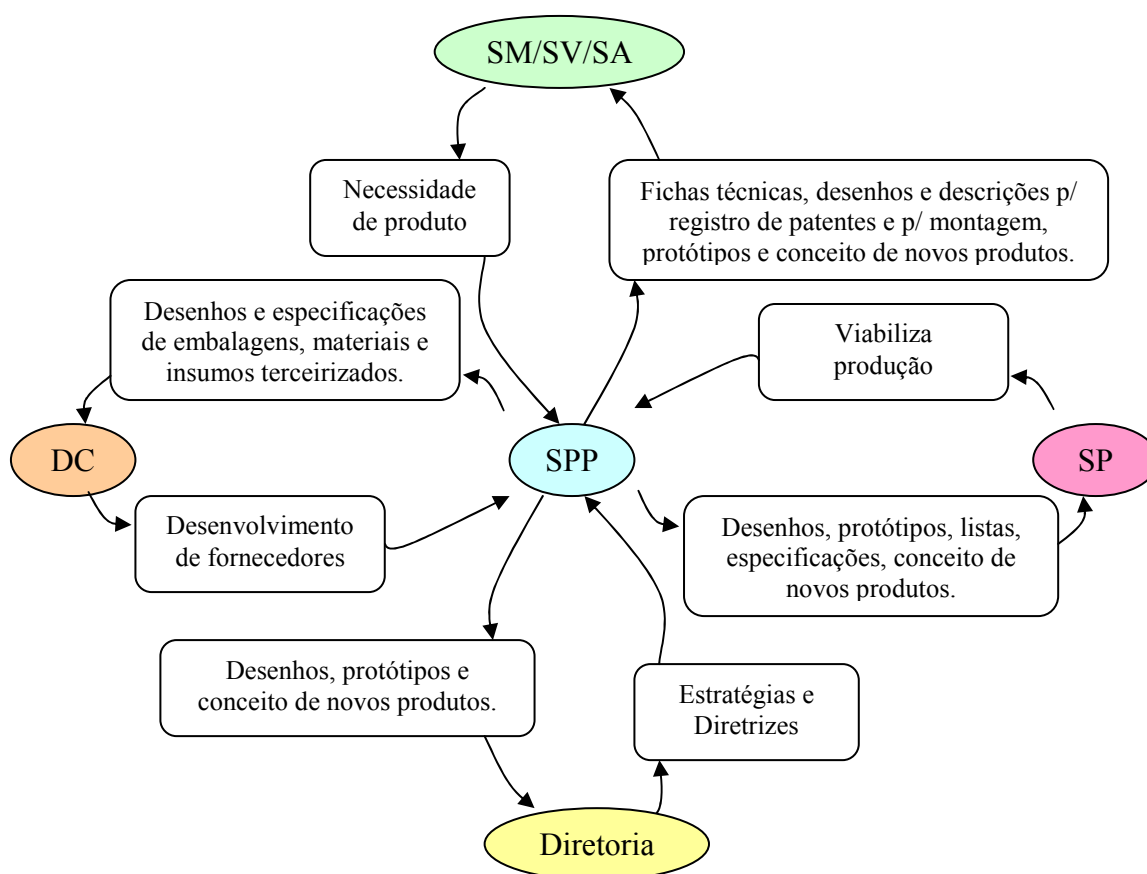 SM/SV/SA
Necessidade
de produto
Fichas técnicas, desenhos e descrições p/
registro de patentes e p/ montagem,
protótipos e conceito de novos produtos.
Desenhos e especificações
de embalagens, materiais e
insumos terceirizados.
Viabiliza
produção
DC
SPP
SP
Desenvolvimento
de fornecedores
Desenhos, protótipos, listas,
especificações, conceito de
novos produtos.
Desenhos, protótipos e
conceito de novos produtos.
Estratégias e
Diretrizes
Diretoria